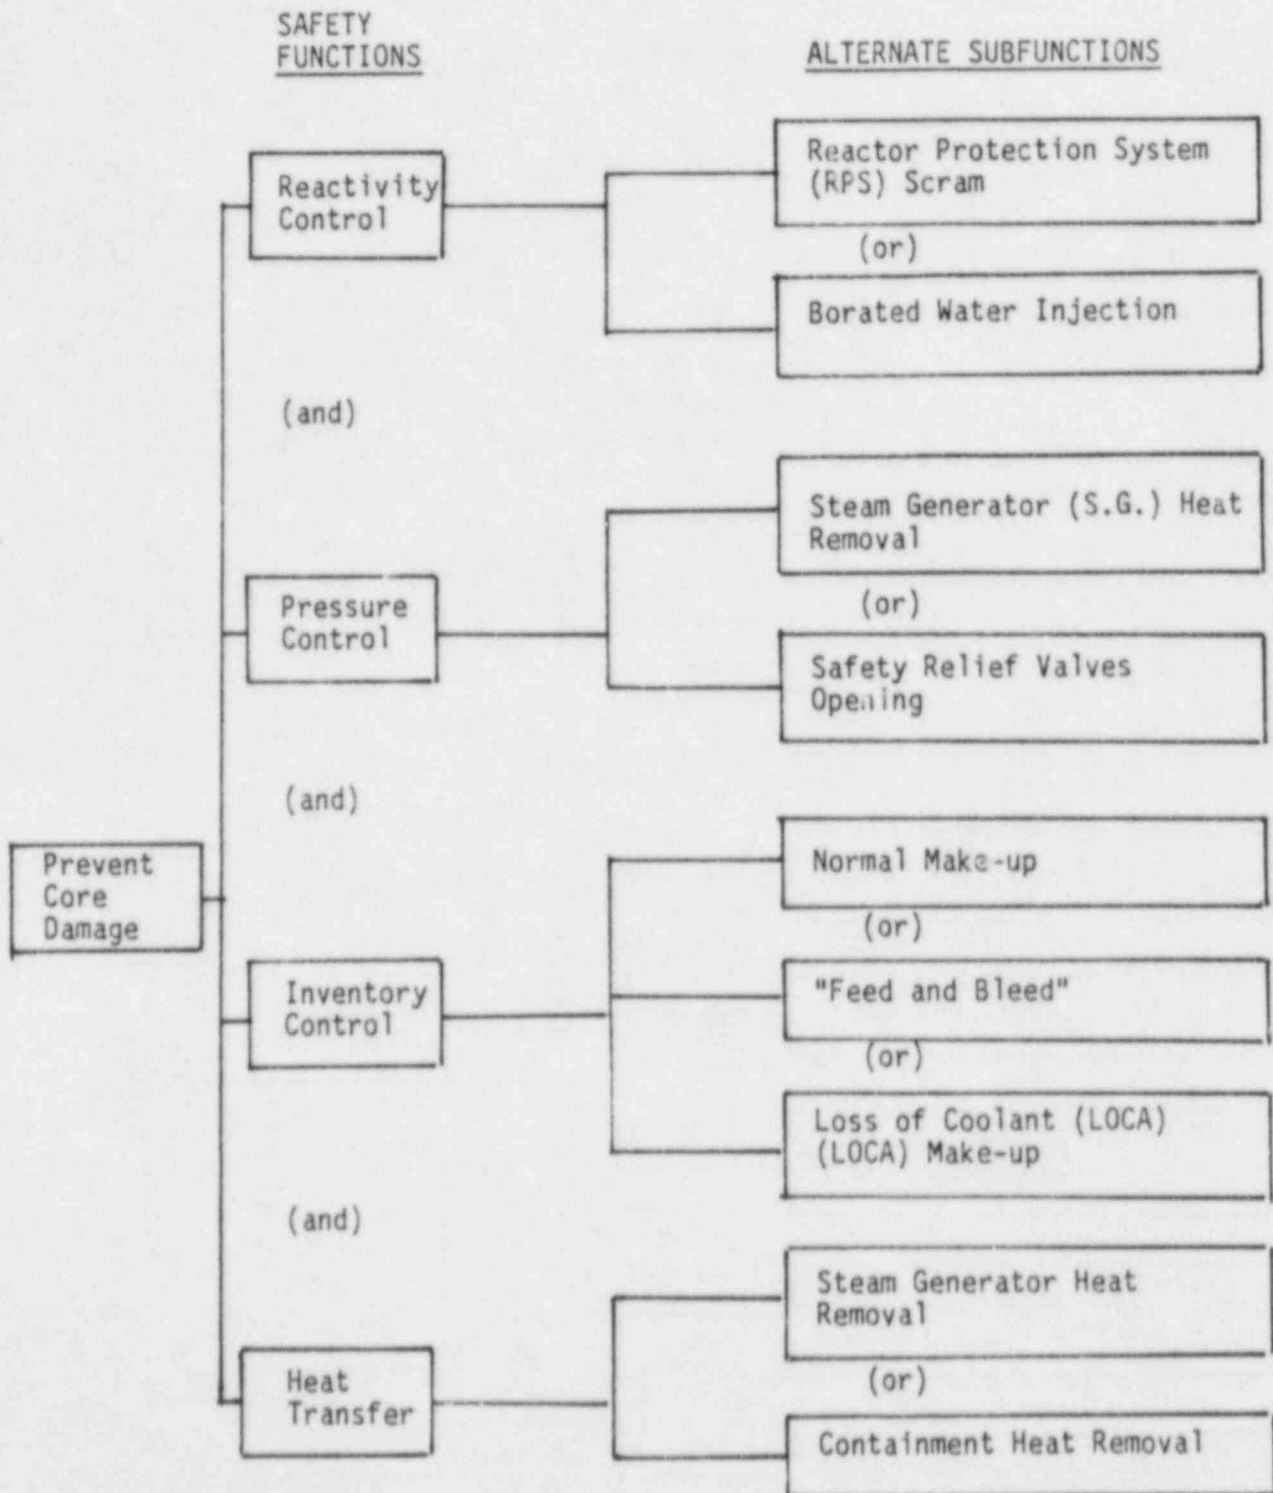 SAFETY
FUNCTIONS
ALTERNATE SUBFUNCTIONS
Reactivity
Control
Reactor Protection System
(RPS) Scram
(or)
Borated Water Injection
(and)
Pressure
Control
Steam Generator (S.G.) Heat
Removal
(or)
Safety Relief Valves
Opening
(and)
Prevent
Core
Damage
Inventory
Control
Normal Make-up
(or)
"Feed and Bleed"
(or)
Loss of Coolant (LOCA)
(LOCA) Make-up
(and)
Heat
Transfer
Steam Generator Heat
Removal
(or)
Containment Heat Removal